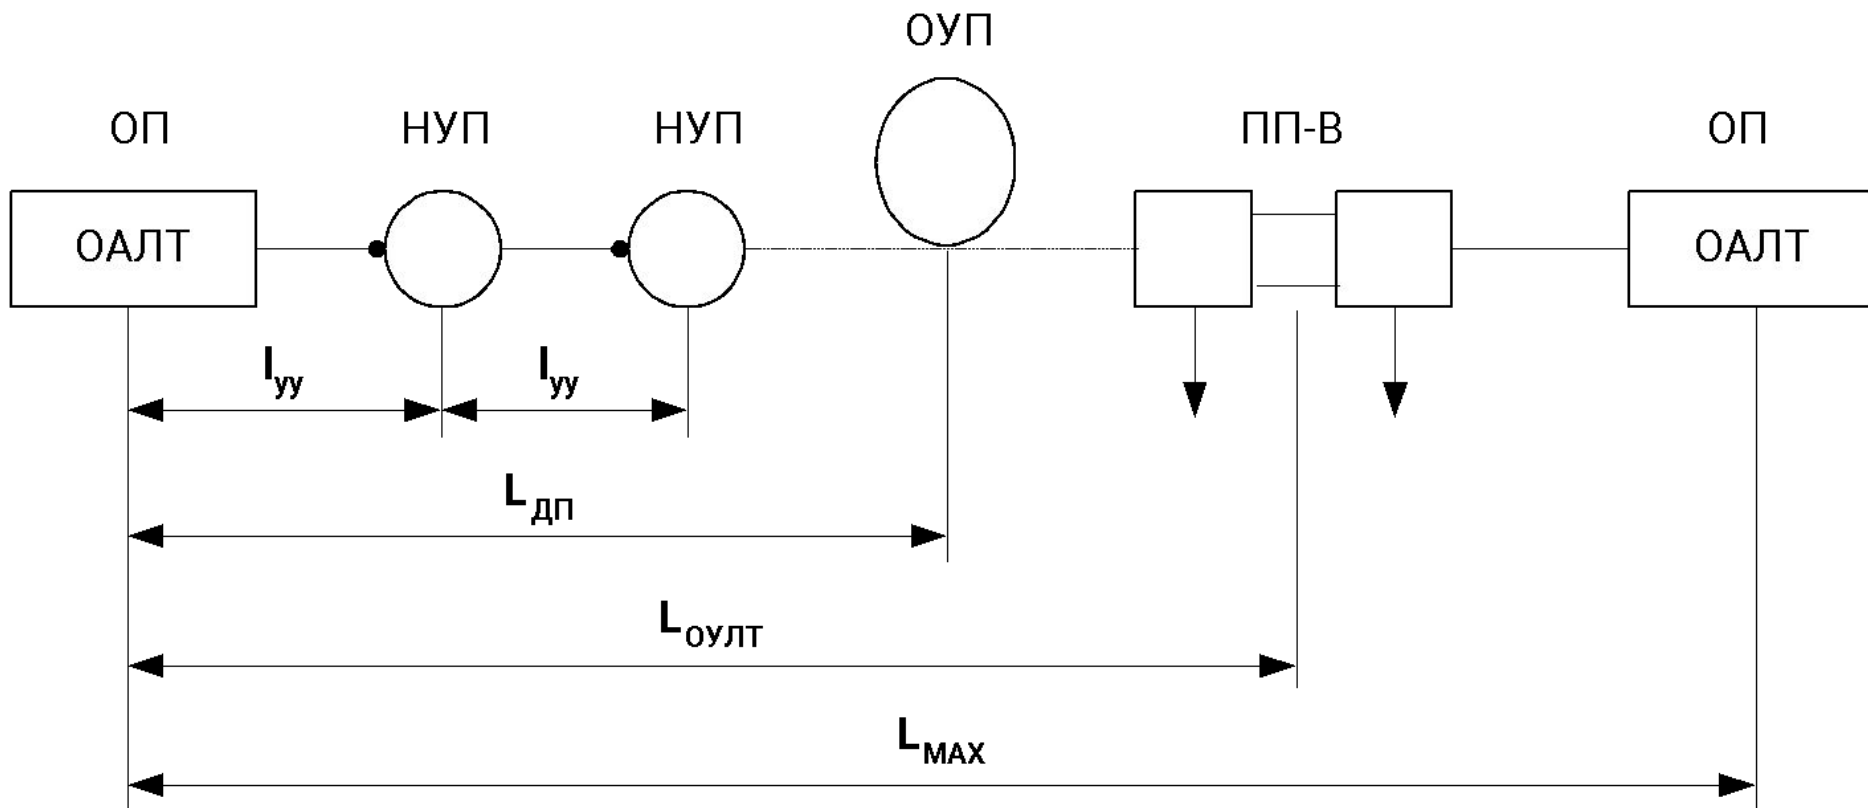 ОУП
ОП НУП НУП ПП-В ОП
ОАЛТ ОАЛТ
lуу lуу
LДП
LОУЛТ
LМАХ